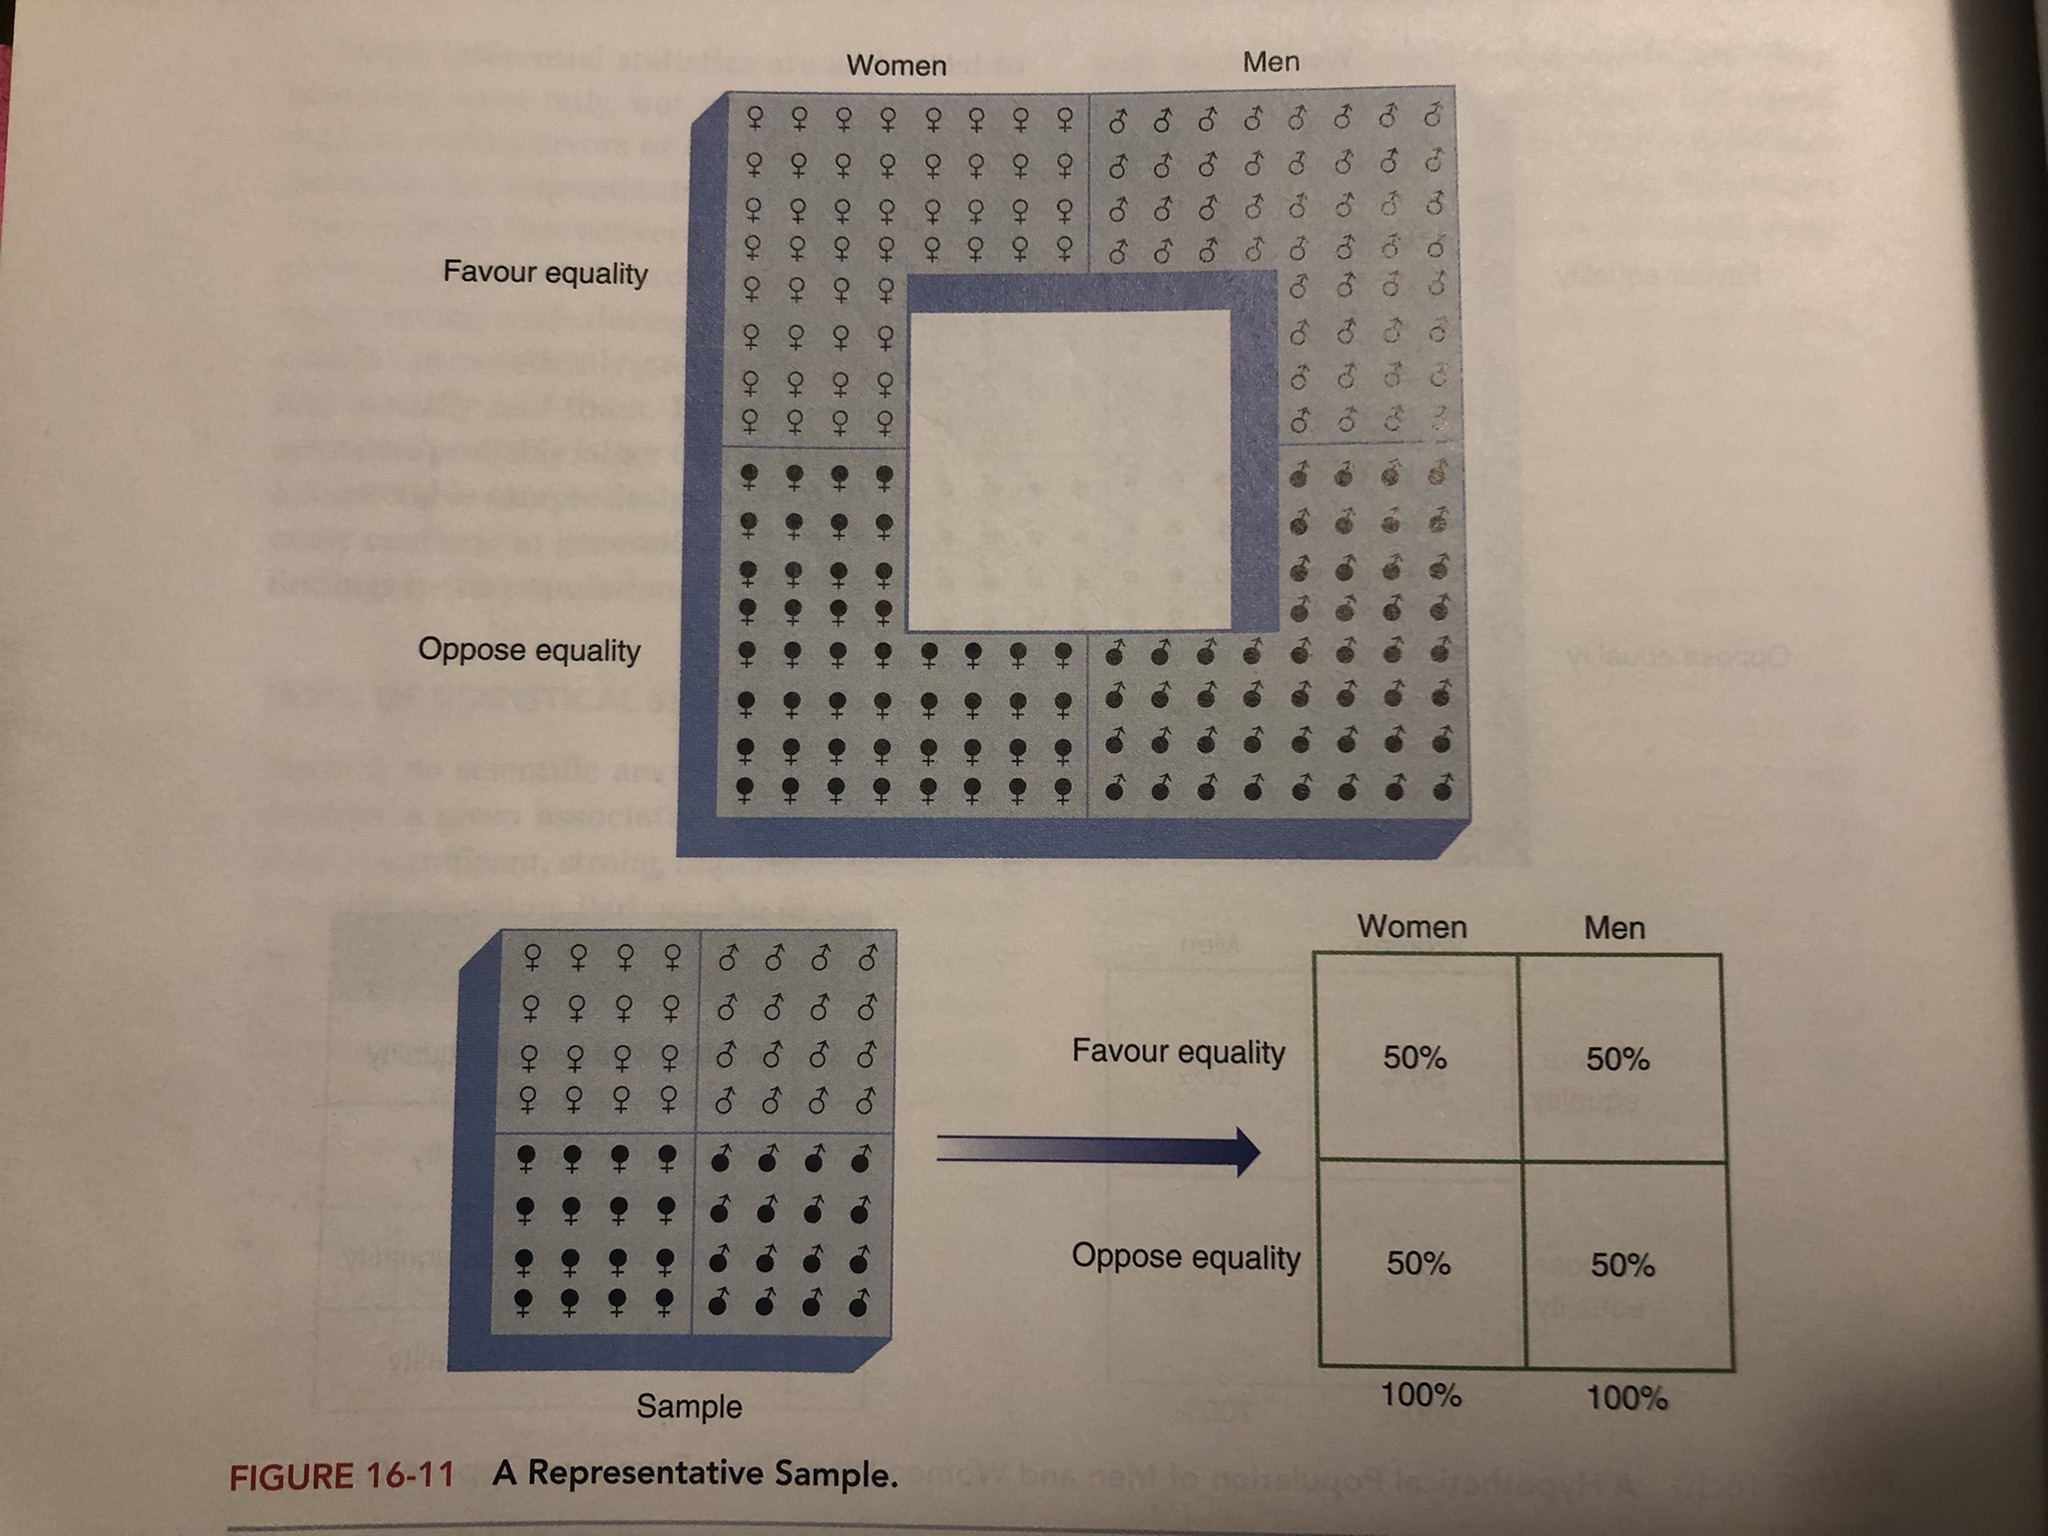 Women Men
Favour equality
Oppose equality
Women Men
Favour equality 50% 50%
Oppose equality 50% 50%
100% 100%
Sample
FIGURE 16-11 A Representative Sample.